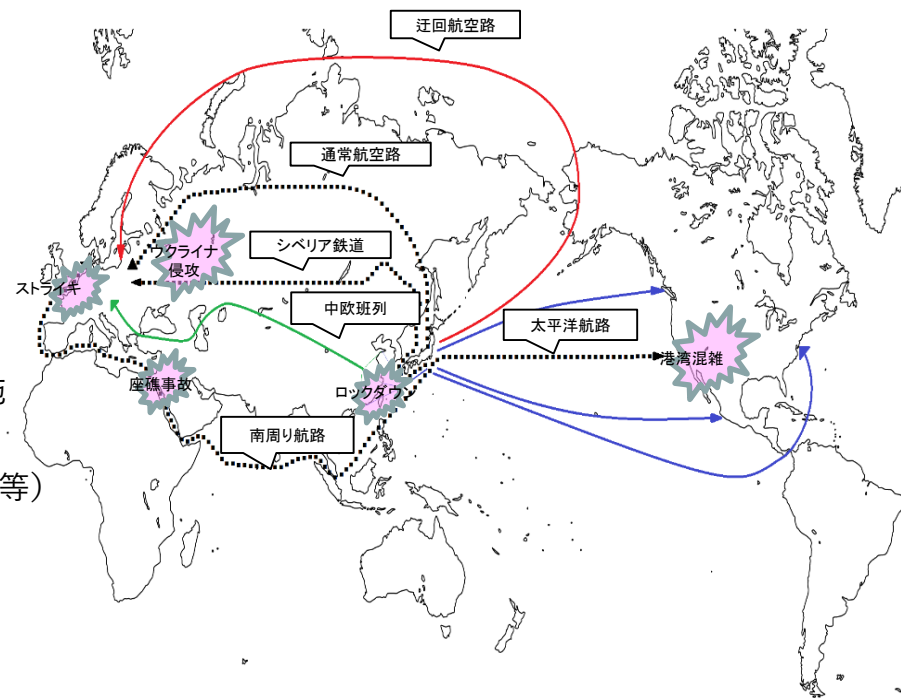 迂回航空路
通常航空路
ウクライナ
侵攻
シベリア鉄道
ストライキ
中欧班列
太平洋航路
港湾混雑
座礁事故
ロックダウン
施
南周り航路
等）